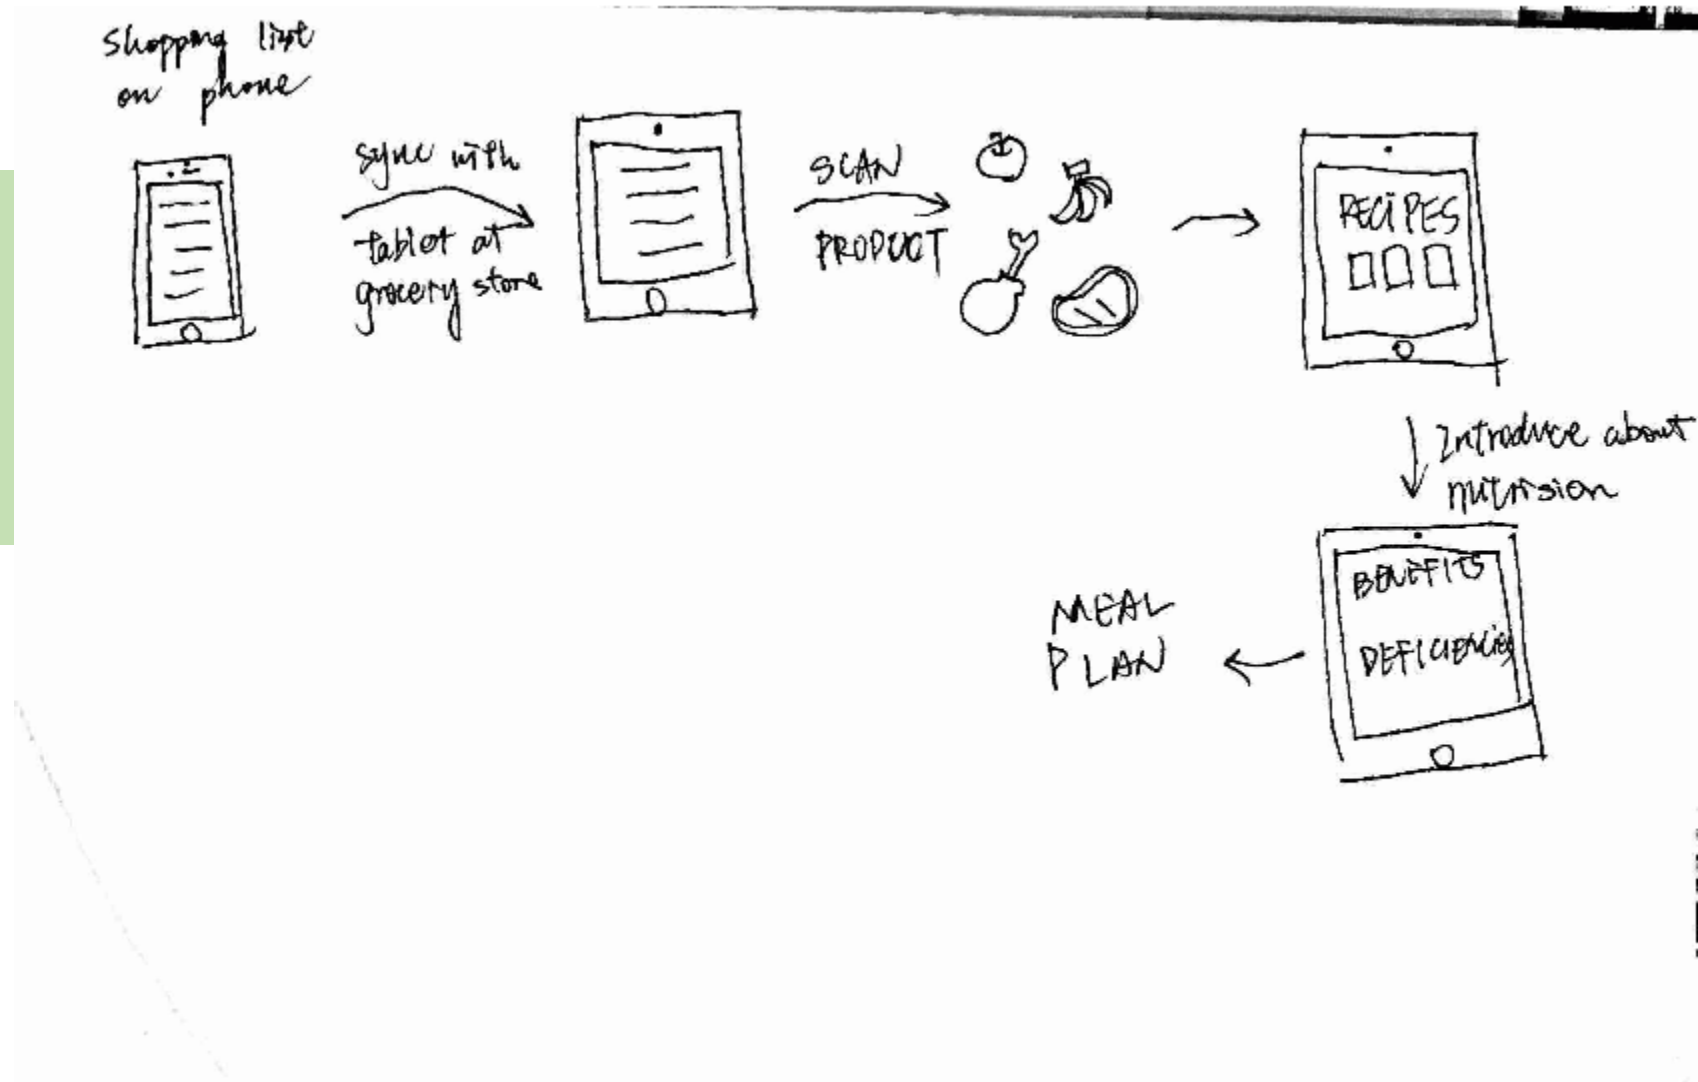 Shopping list
on phone
sync with
tablet at
grocery store
SCAN
PRODUCT
RECIPES
Introduce about
nutrision
BENEFITS
DEFICIENCIES
MEAL
PLAN